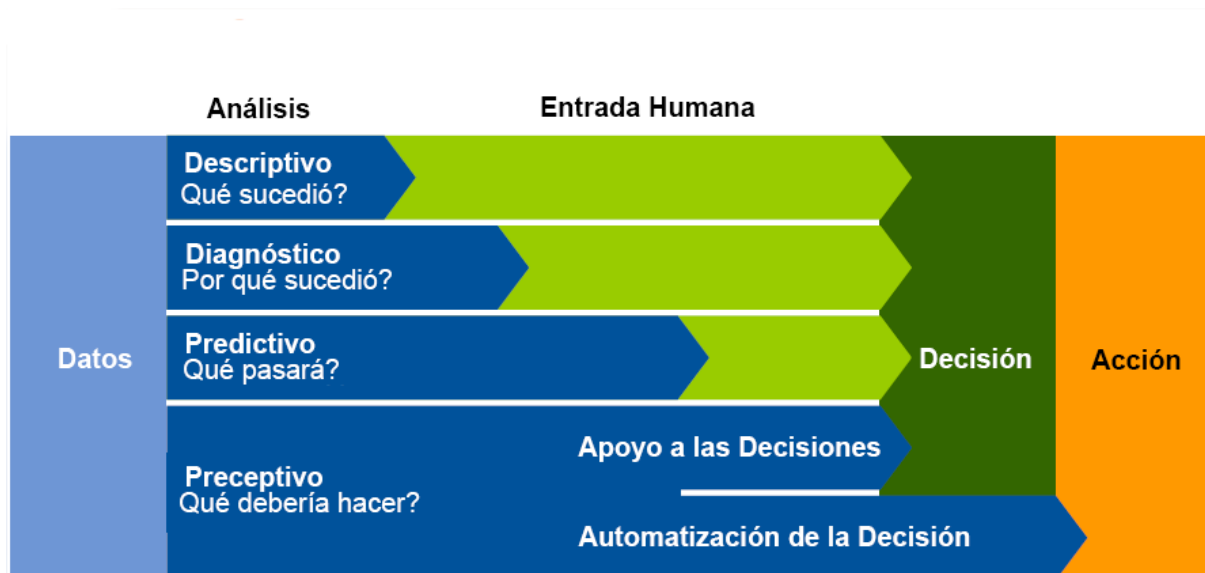 Análisis
Entrada Humana
Descriptivo
Qué sucedió?
Diagnóstico
Por qué sucedió?
Predictivo
Qué pasará?
Datos
Decisión
Acción
Apoyo a las Decisiones
Preceptivo
Qué debería hacer?
Automatización de la Decisión